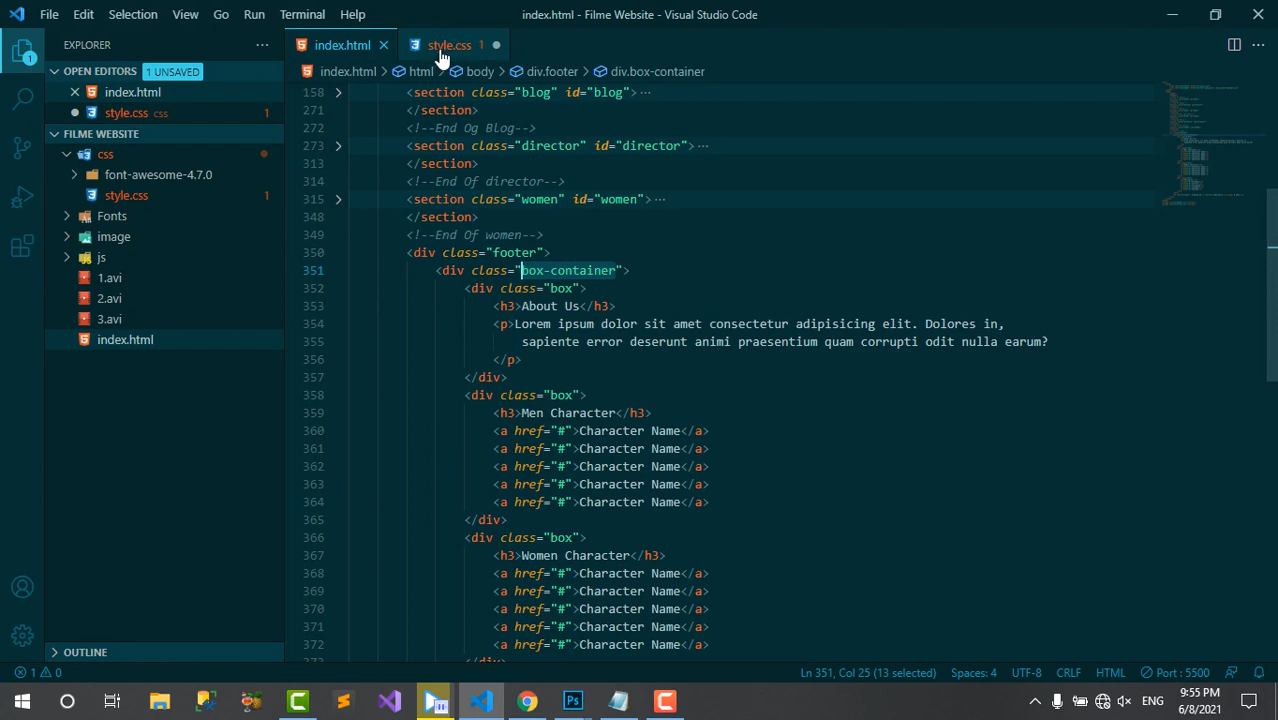 File Edit Selection View Go Run Terminal Help index.html - Filme Website - Visual Studio Code
EXPLORER ...
OPEN EDITORS 1 UNSAVED
index.html
style.css css 1
FILME WEBSITE
css
font-awesome-4.7.0
style.css 1
Fonts
image
js
1.avi
2.avi
3.avi
index.html
OUTLINE
index.html style.css 1
index.html > html > body > div.footer > div.box-container
158 <section class="blog" id="blog"> ...
271 </section>
272 <!--End Og Blog-->
273 <section class="director" id="director"> ...
313 </section>
314 <!--End Of director-->
315 <section class="women" id="women"> ...
348 </section>
349 <!--End Of women-->
350 <div class="footer">
351 <div class="box-container">
352 <div class="box">
353 <h3>About Us</h3>
354 <p>Lorem ipsum dolor sit amet consectetur adipisicing elit. Dolores in,
355 sapiente error deserunt animi praesentium quam corrupti odit nulla earum?
356 </p>
357 </div>
358 <div class="box">
359 <h3>Men Character</h3>
360 <a href="#">Character Name</a>
361 <a href="#">Character Name</a>
362 <a href="#">Character Name</a>
363 <a href="#">Character Name</a>
364 <a href="#">Character Name</a>
365 </div>
366 <div class="box">
367 <h3>Women Character</h3>
368 <a href="#">Character Name</a>
369 <a href="#">Character Name</a>
370 <a href="#">Character Name</a>
371 <a href="#">Character Name</a>
372 <a href="#">Character Name</a>
1 0 Ln 351, Col 25 (13 selected) Spaces: 4 UTF-8 CRLF HTML Port : 5500
ENG 9:55 PM
6/8/2021